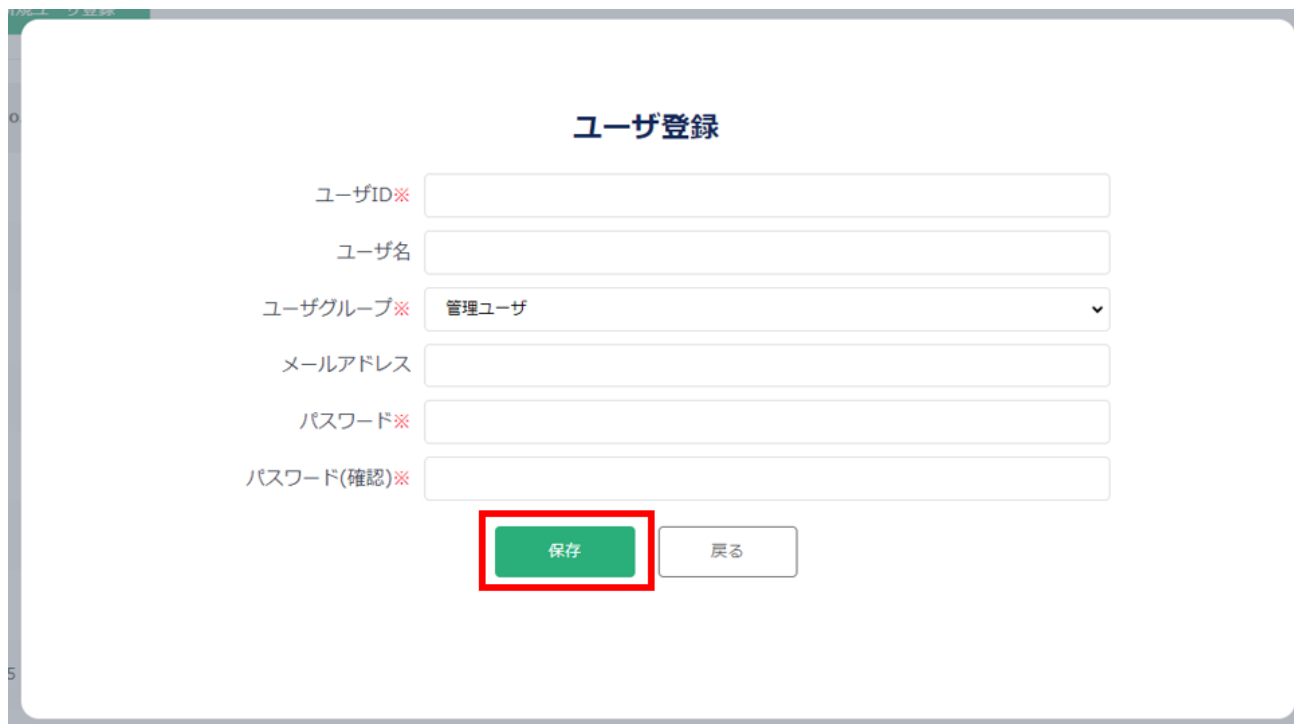 ユーザ登録
ユーザID※
ユーザ名
ユーザグループ※ 管理ユーザ
メールアドレス
パスワード※
パスワード(確認)※
保存 戻る